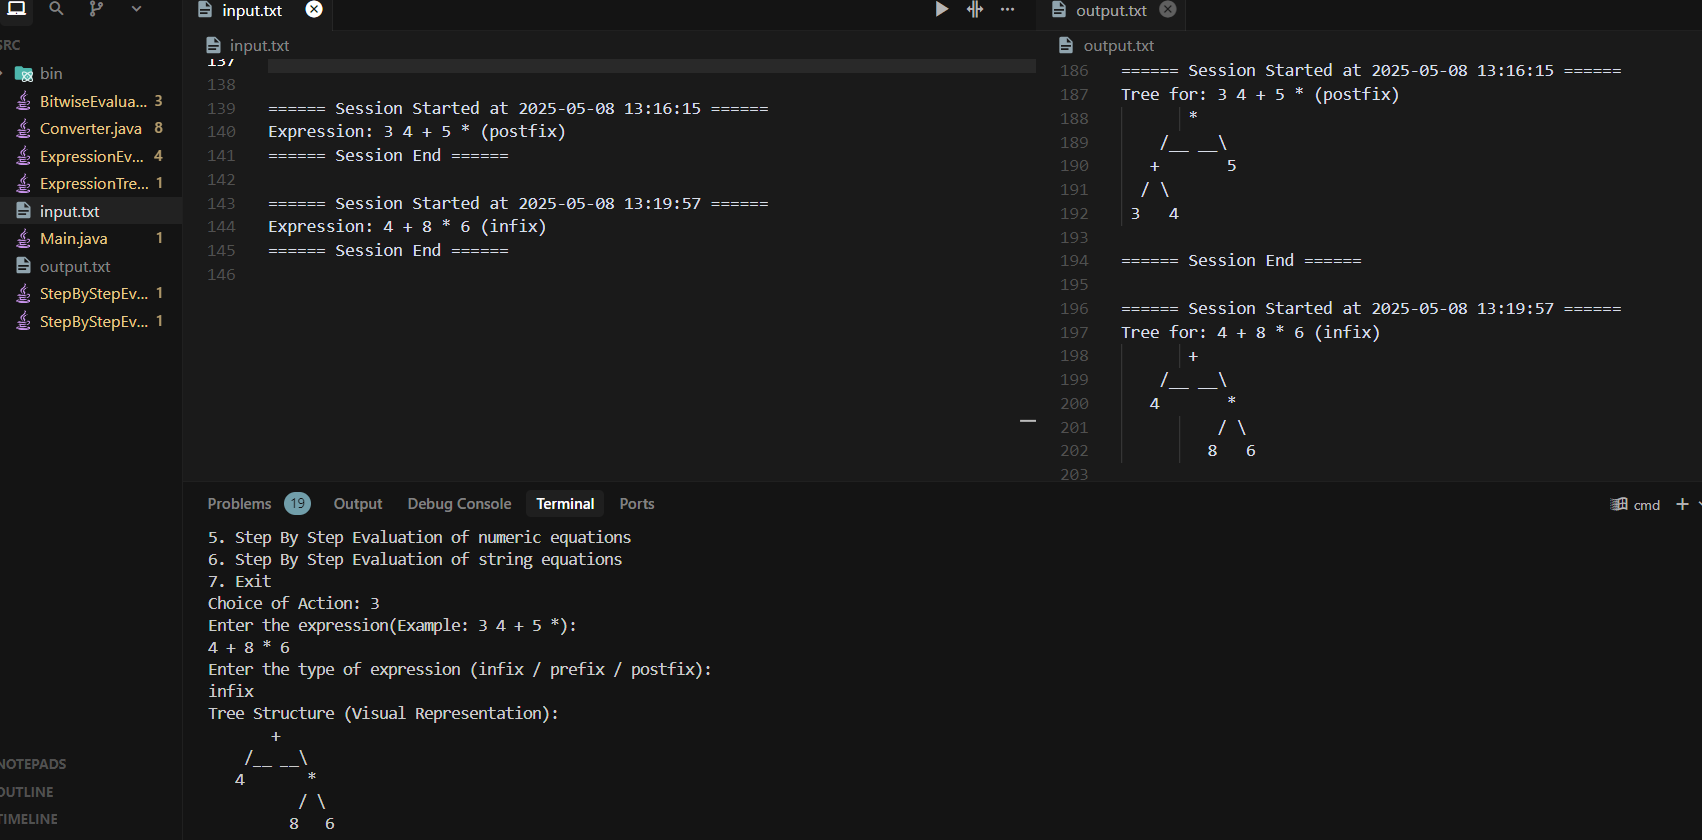 input.txt
output.txt
SRC
bin
BitwiseEvalua... 3
Converter.java 8
ExpressionEv... 4
ExpressionTre... 1
input.txt
Main.java 1
output.txt
StepByStepEv... 1
StepByStepEv... 1
NOTEPADS
OUTLINE
TIMELINE
input.txt
137
138
139 ====== Session Started at 2025-05-08 13:16:15 ======
140 Expression: 3 4 + 5 * (postfix)
141 ====== Session End ======
142
143 ====== Session Started at 2025-05-08 13:19:57 ======
144 Expression: 4 + 8 * 6 (infix)
145 ====== Session End ======
146
output.txt
186 ====== Session Started at 2025-05-08 13:16:15 ======
187 Tree for: 3 4 + 5 * (postfix)
188        *
189     /__ __\
190    +       5
191   / \
192  3   4
193
194 ====== Session End ======
195
196 ====== Session Started at 2025-05-08 13:19:57 ======
197 Tree for: 4 + 8 * 6 (infix)
198        +
199     /__ __\
200    4       *
201           / \
202          8   6
203
Problems 19 Output Debug Console Terminal Ports
cmd
5. Step By Step Evaluation of numeric equations
6. Step By Step Evaluation of string equations
7. Exit
Choice of Action: 3
Enter the expression(Example: 3 4 + 5 *):
4 + 8 * 6
Enter the type of expression (infix / prefix / postfix):
infix
Tree Structure (Visual Representation):
       +
    /__ __\
   4       *
          / \
         8   6